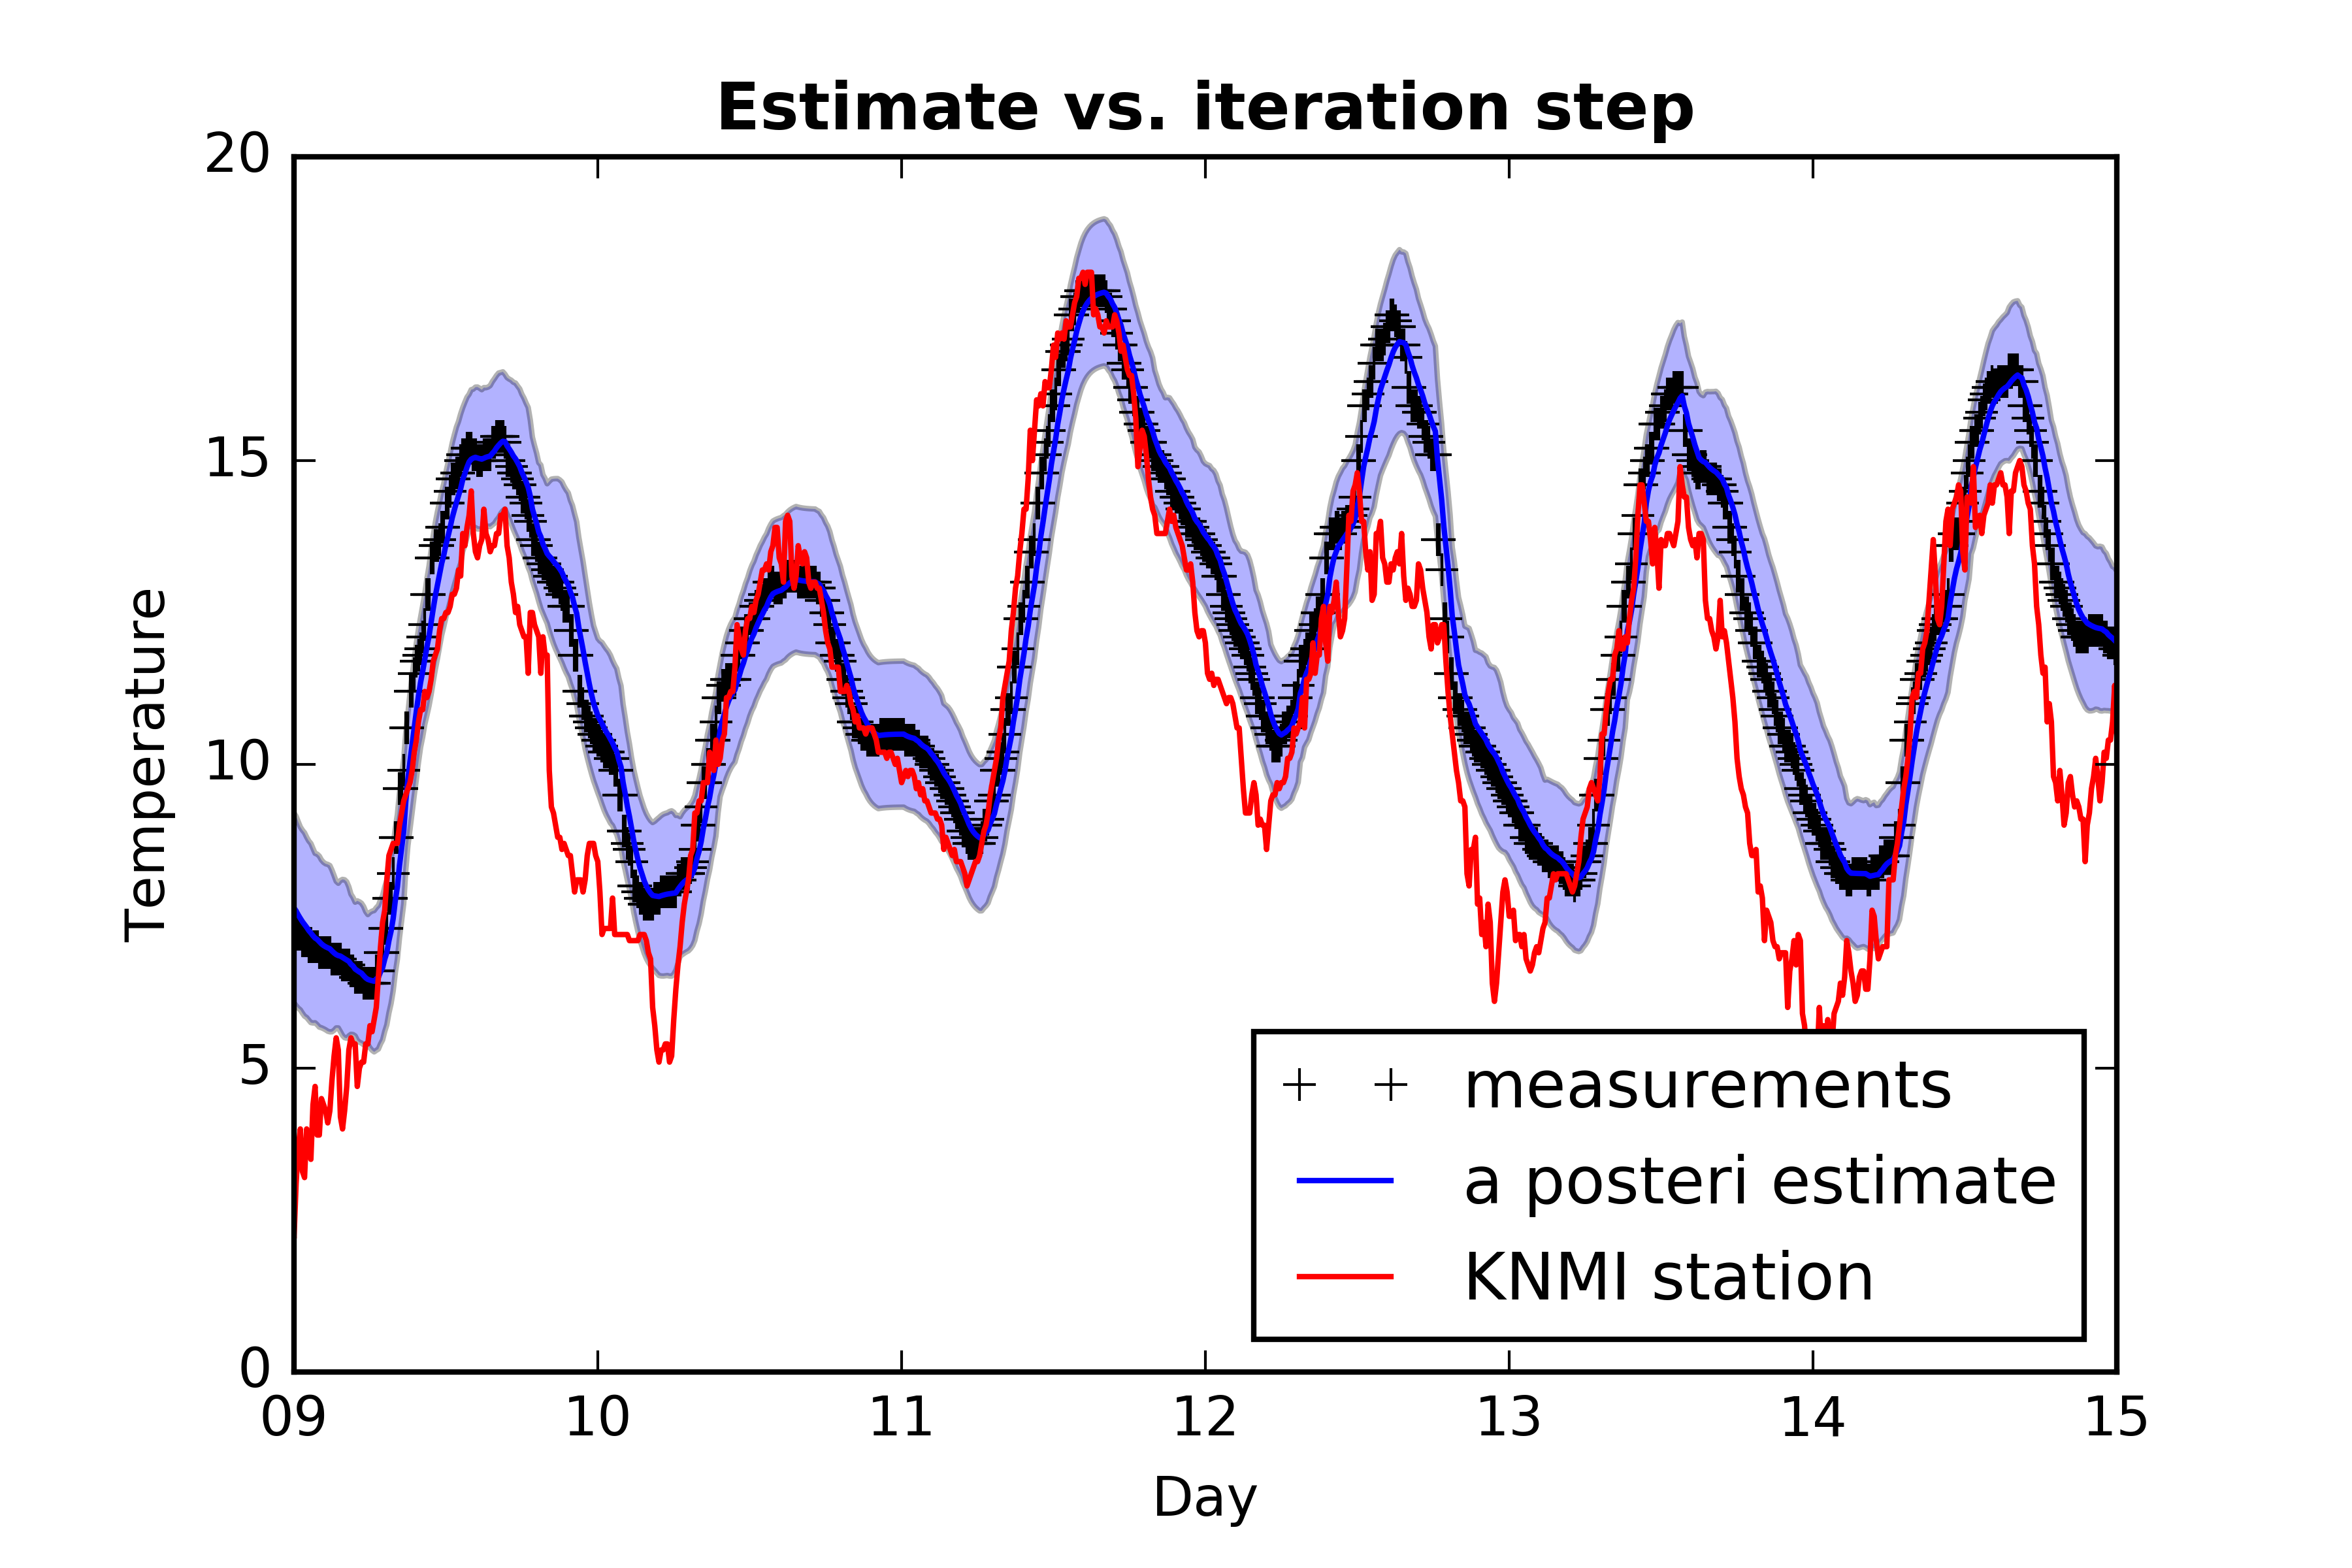 Estimate vs. iteration step
20
15
10
5
0
Temperature
measurements
a posteri estimate
KNMI station
09 10 11 12 13 14 15
Day